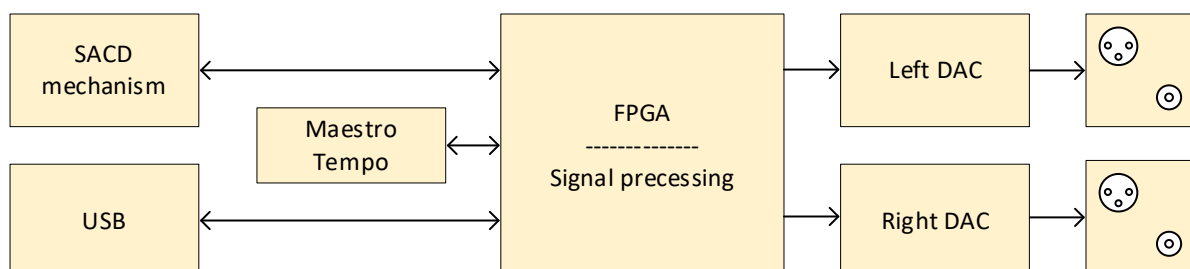 SACD
mechanism
Maestro
Tempo
USB
FPGA
--------------
Signal precessing
Left DAC
Right DAC